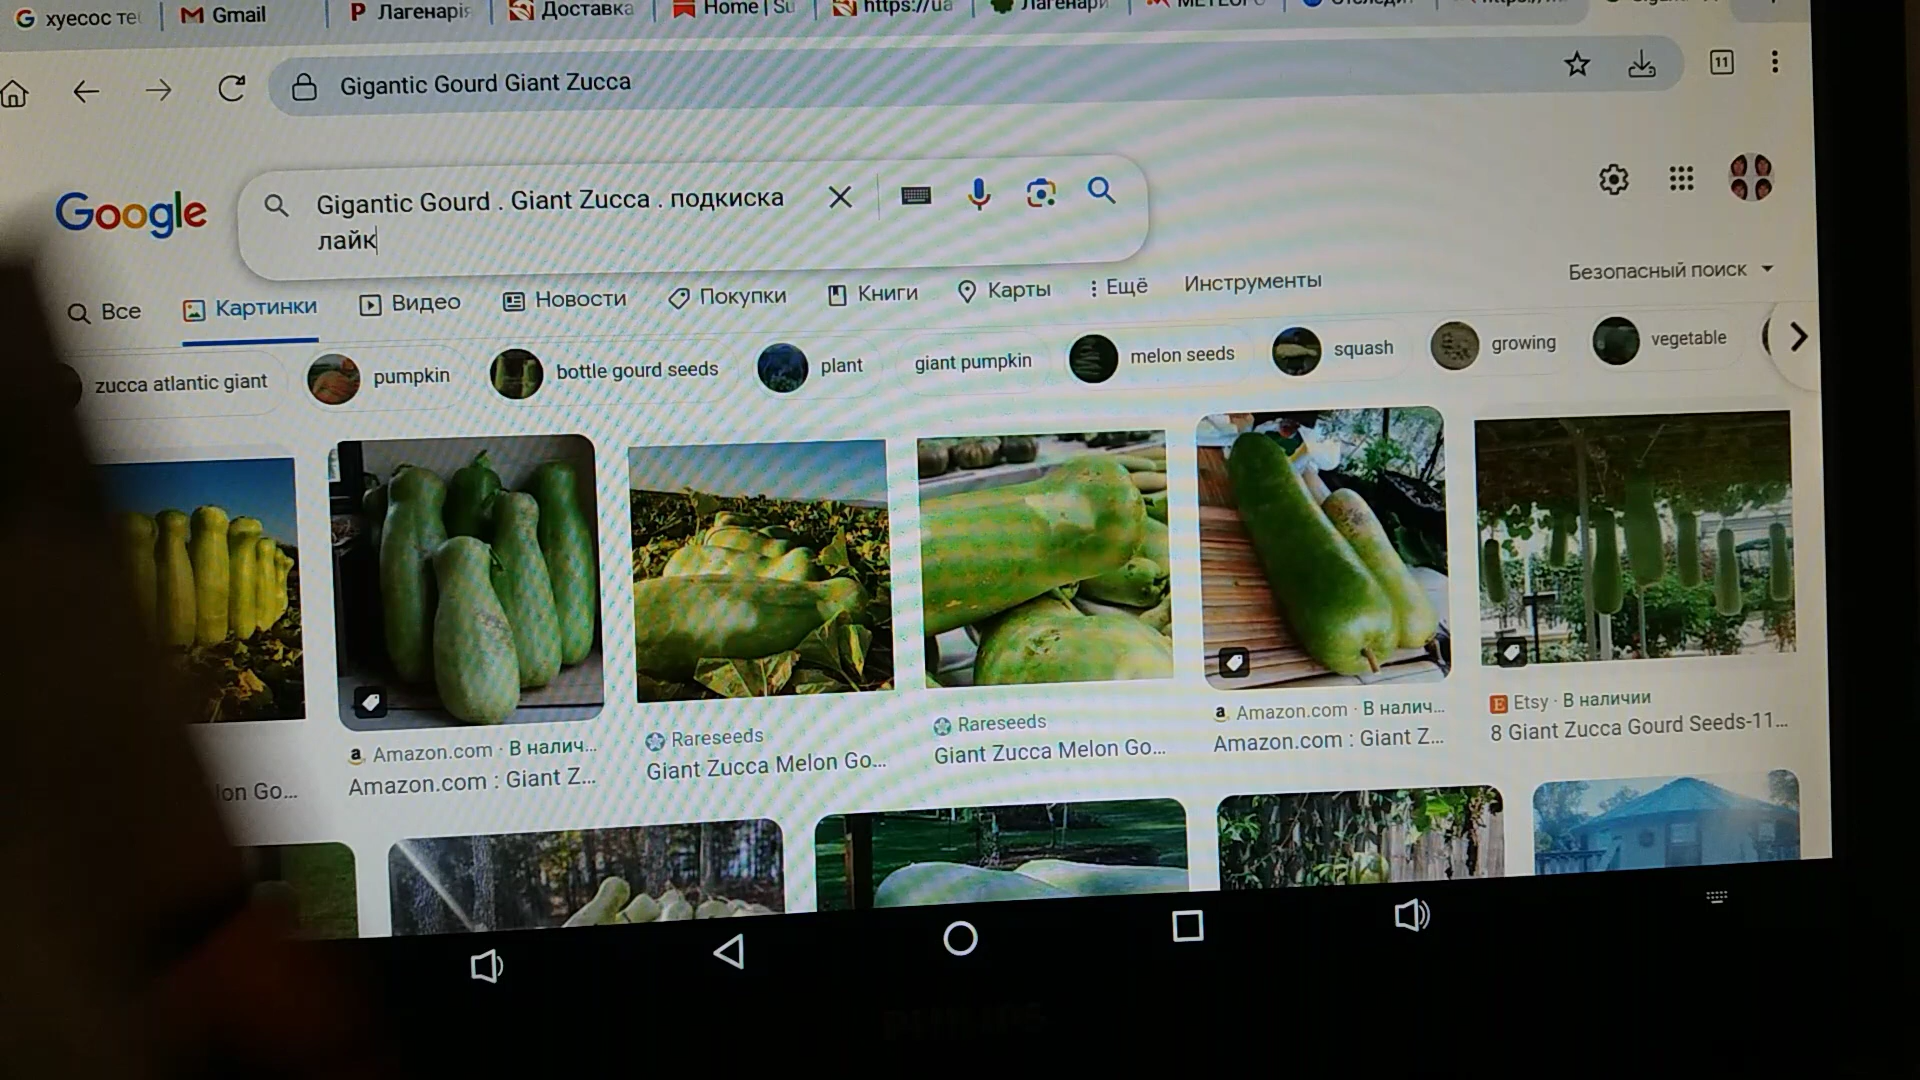 хуесос те
Gmail
Лагенарія
Доставка
Home | Su
https://ua
Лагенарі
Gigantic Gourd Giant Zucca
11
Google
Gigantic Gourd . Giant Zucca . подкиска
лайк
Безопасный поиск
Все
Картинки
Видео
Новости
Покупки
Книги
Карты
Ещё
Инструменты
zucca atlantic giant
pumpkin
bottle gourd seeds
plant
giant pumpkin
melon seeds
squash
growing
vegetable
lon Go...
Amazon.com · В налич...
Amazon.com : Giant Z...
Rareseeds
Giant Zucca Melon Go...
Rareseeds
Giant Zucca Melon Go...
Amazon.com · В налич...
Amazon.com : Giant Z...
Etsy · В наличии
8 Giant Zucca Gourd Seeds-11...